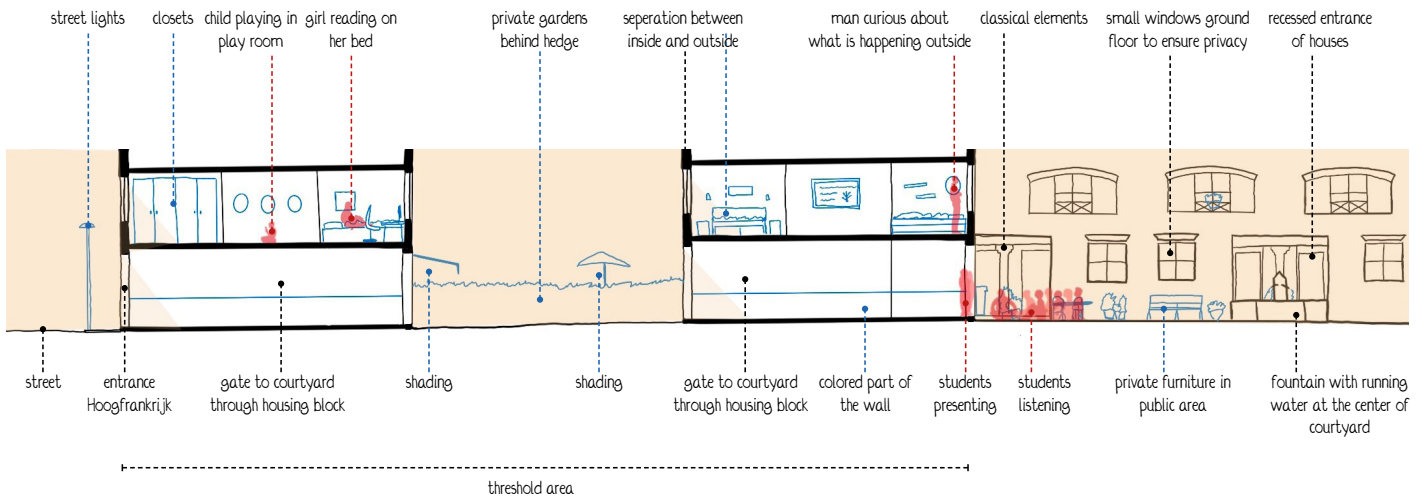 street lights
closets
child playing in
play room
girl reading on
her bed
private gardens
behind hedge
seperation between
inside and outside
man curious about
what is happening outside
classical elements
small windows ground
floor to ensure privacy
recessed entrance
of houses
street
entrance
Hoogfrankrijk
gate to courtyard
through housing block
shading
shading
gate to courtyard
through housing block
colored part of
the wall
students
presenting
students
listening
private furniture in
public area
fountain with running
water at the center of
courtyard
threshold area